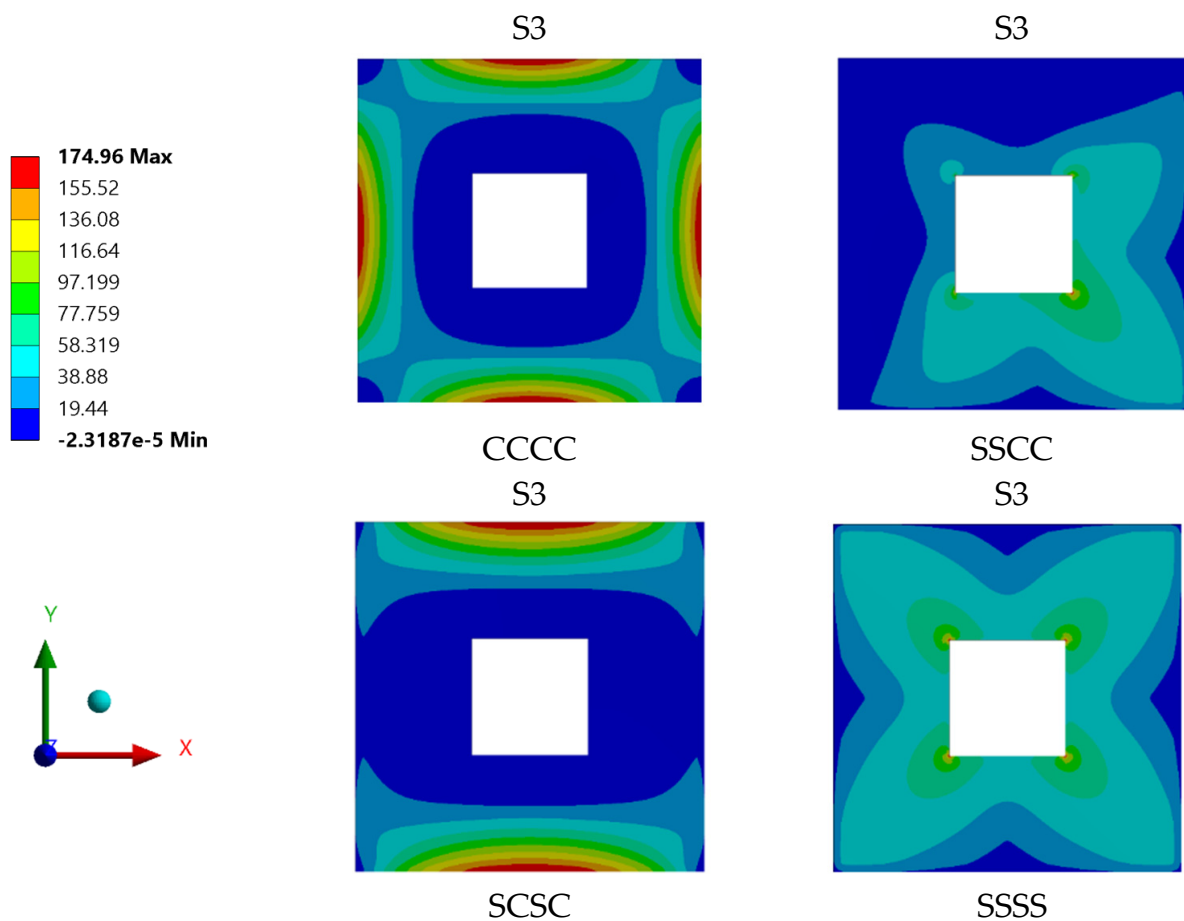 S3
S3
174.96 Max
155.52
136.08
116.64
97.199
77.759
58.319
38.88
19.44
-2.3187e-5 Min
CCCC
SSCC
S3
S3
Y
Z
X
SCSC
SSSS